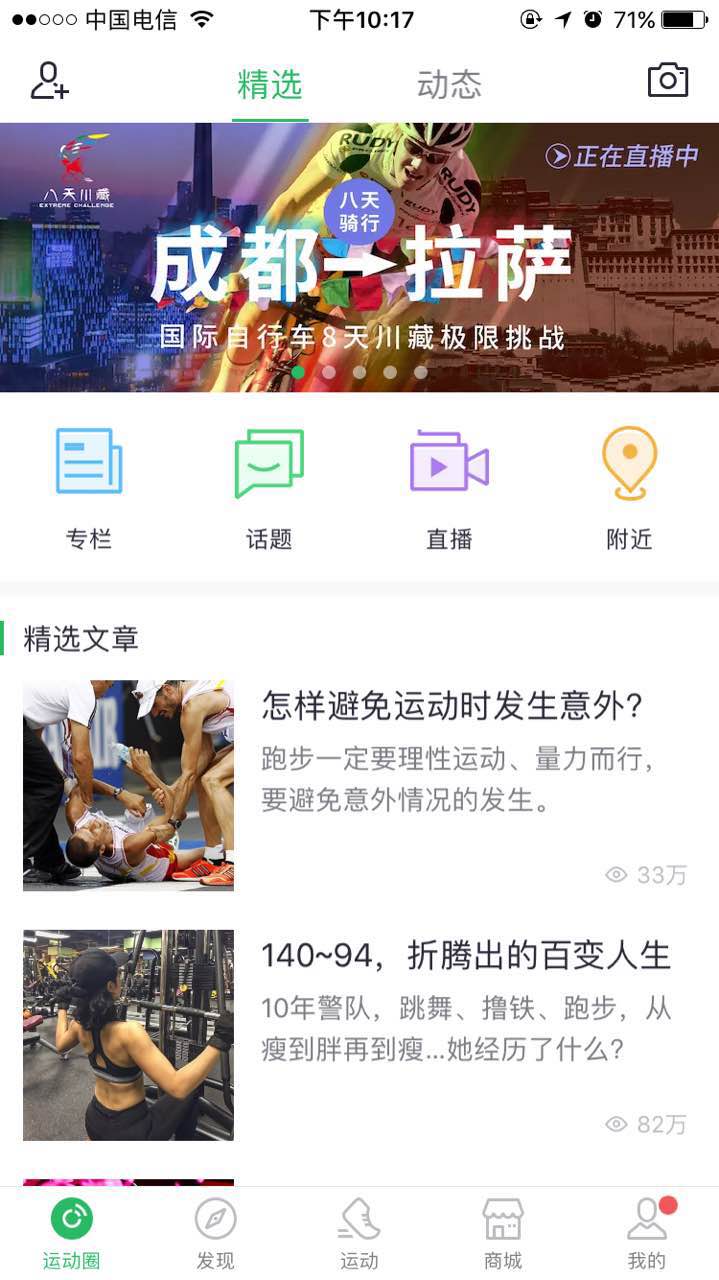 中国电信
下午10:17
71%
精选
动态
八天川藏
EXTREME CHALLENGE
正在直播中
RUDY
RUDY
RUDY
八天
骑行
成都→拉萨
国际自行车8天川藏极限挑战
专栏
话题
直播
附近
精选文章
怎样避免运动时发生意外?
跑步一定要理性运动、量力而行，
要避免意外情况的发生。
33万
140~94，折腾出的百变人生
10年警队，跳舞、撸铁、跑步，从
瘦到胖再到瘦...她经历了什么?
82万
运动圈
发现
运动
商城
我的